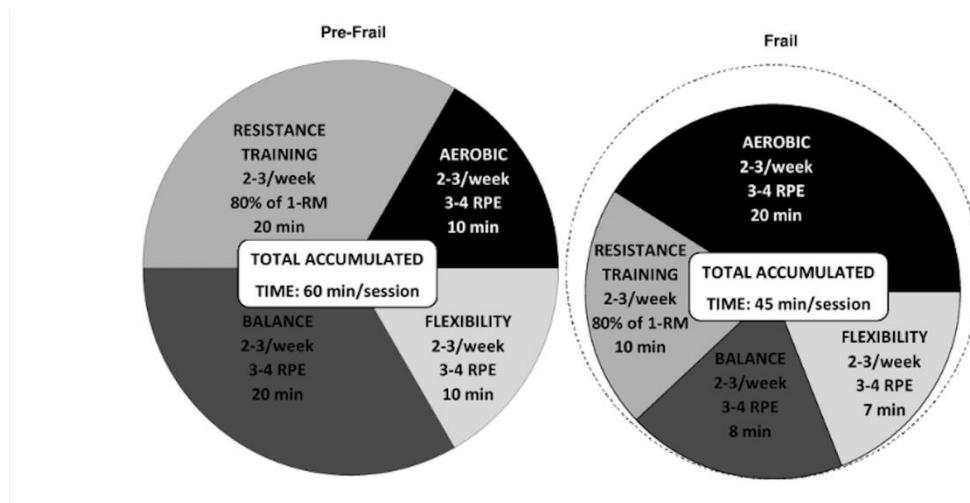 Pre-Frail
RESISTANCE
TRAINING
2-3/week
80% of 1-RM
20 min
AEROBIC
2-3/week
3-4 RPE
10 min
TOTAL ACCUMULATED
TIME: 60 min/session
BALANCE
2-3/week
3-4 RPE
20 min
FLEXIBILITY
2-3/week
3-4 RPE
10 min
Frail
AEROBIC
2-3/week
3-4 RPE
20 min
RESISTANCE
TRAINING
2-3/week
80% of 1-RM
10 min
TOTAL ACCUMULATED
TIME: 45 min/session
BALANCE
2-3/week
3-4 RPE
8 min
FLEXIBILITY
2-3/week
3-4 RPE
7 min